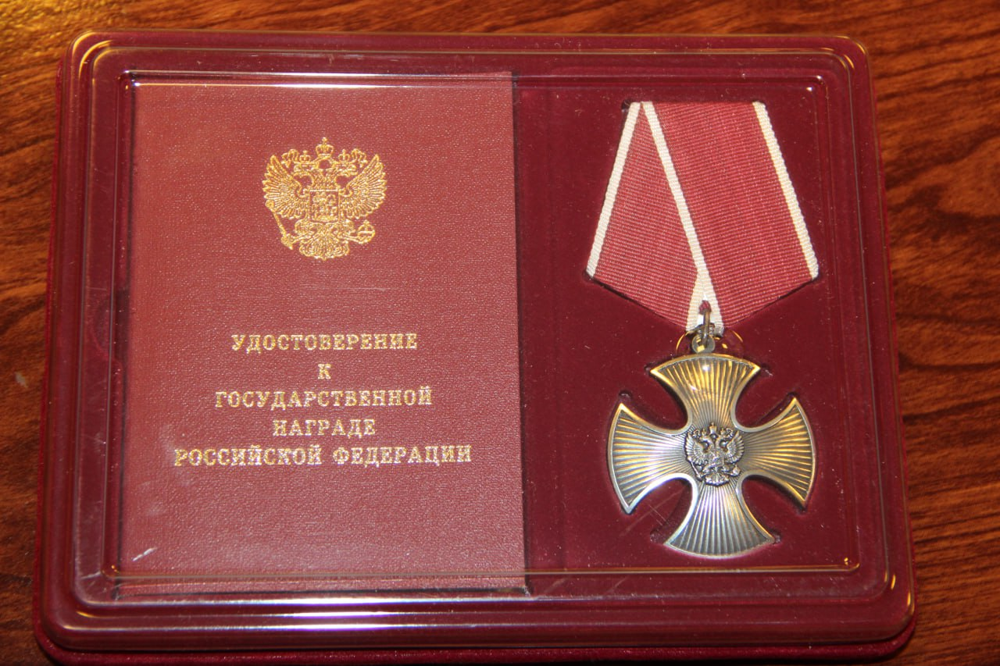 УДОСТОВЕРЕНИЕ
К
ГОСУДАРСТВЕННОЙ
НАГРАДЕ
РОССИЙСКОЙ ФЕДЕРАЦИИ